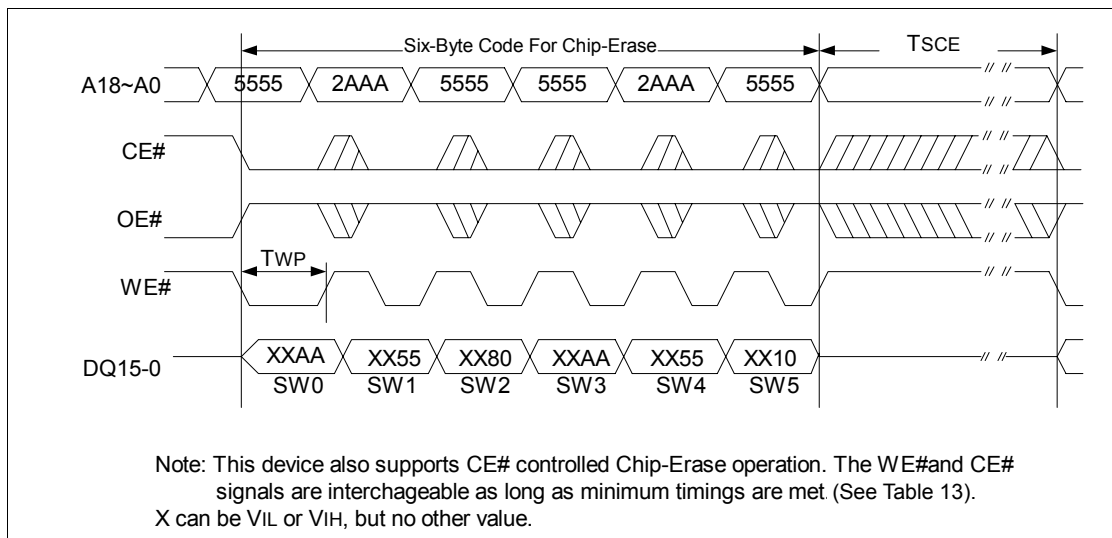 Six-Byte Code For Chip-Erase
TSCE
A18~A0 5555 2AAA 5555 5555 2AAA 5555
CE#
OE#
TWP
WE#
DQ15-0 XXAA XX55 XX80 XXAA XX55 XX10
SW0 SW1 SW2 SW3 SW4 SW5
Note: This device also supports CE# controlled Chip-Erase operation. The WE#and CE#
signals are interchageable as long as minimum timings are met. (See Table 13).
X can be VIL or VIH, but no other value.